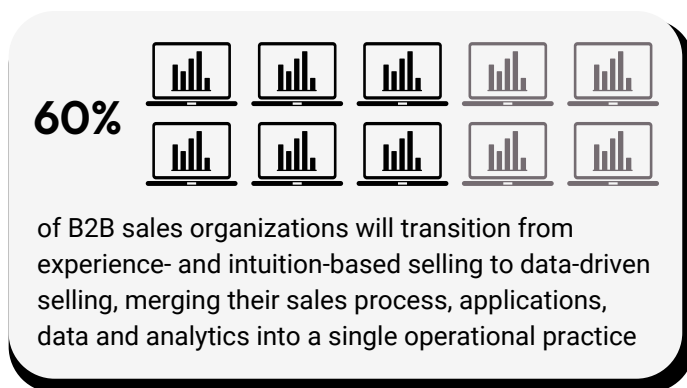 60%
of B2B sales organizations will transition from
experience- and intuition-based selling to data-driven
selling, merging their sales process, applications,
data and analytics into a single operational practice